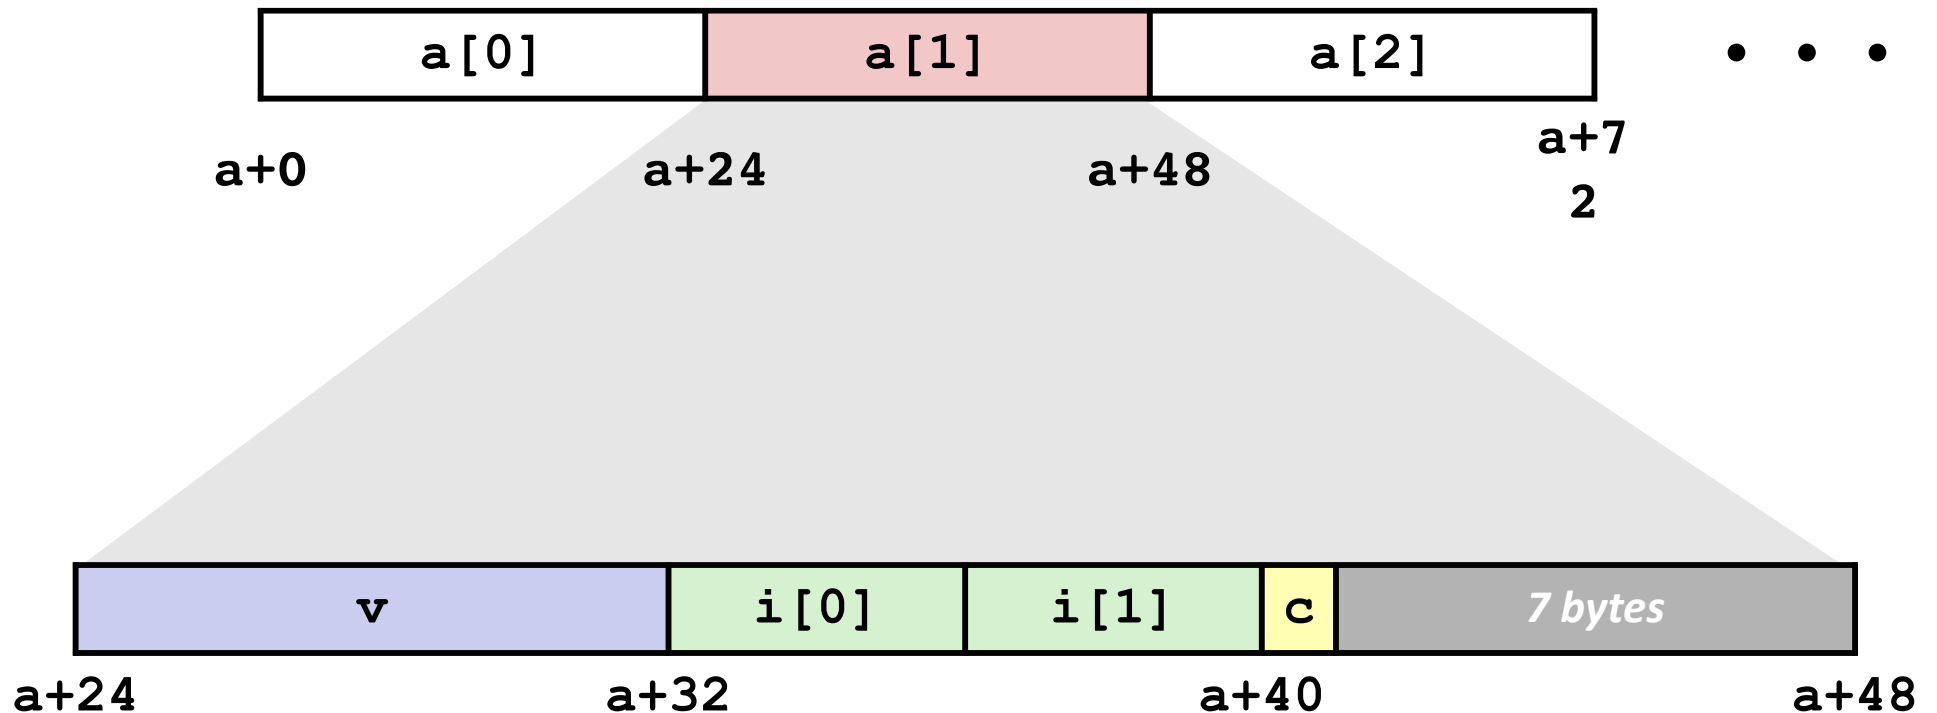 a[0] a[1] a[2] • • •
a+0 a+24 a+48 a+7
2
v i[0] i[1] c 7 bytes
a+24 a+32 a+40 a+48